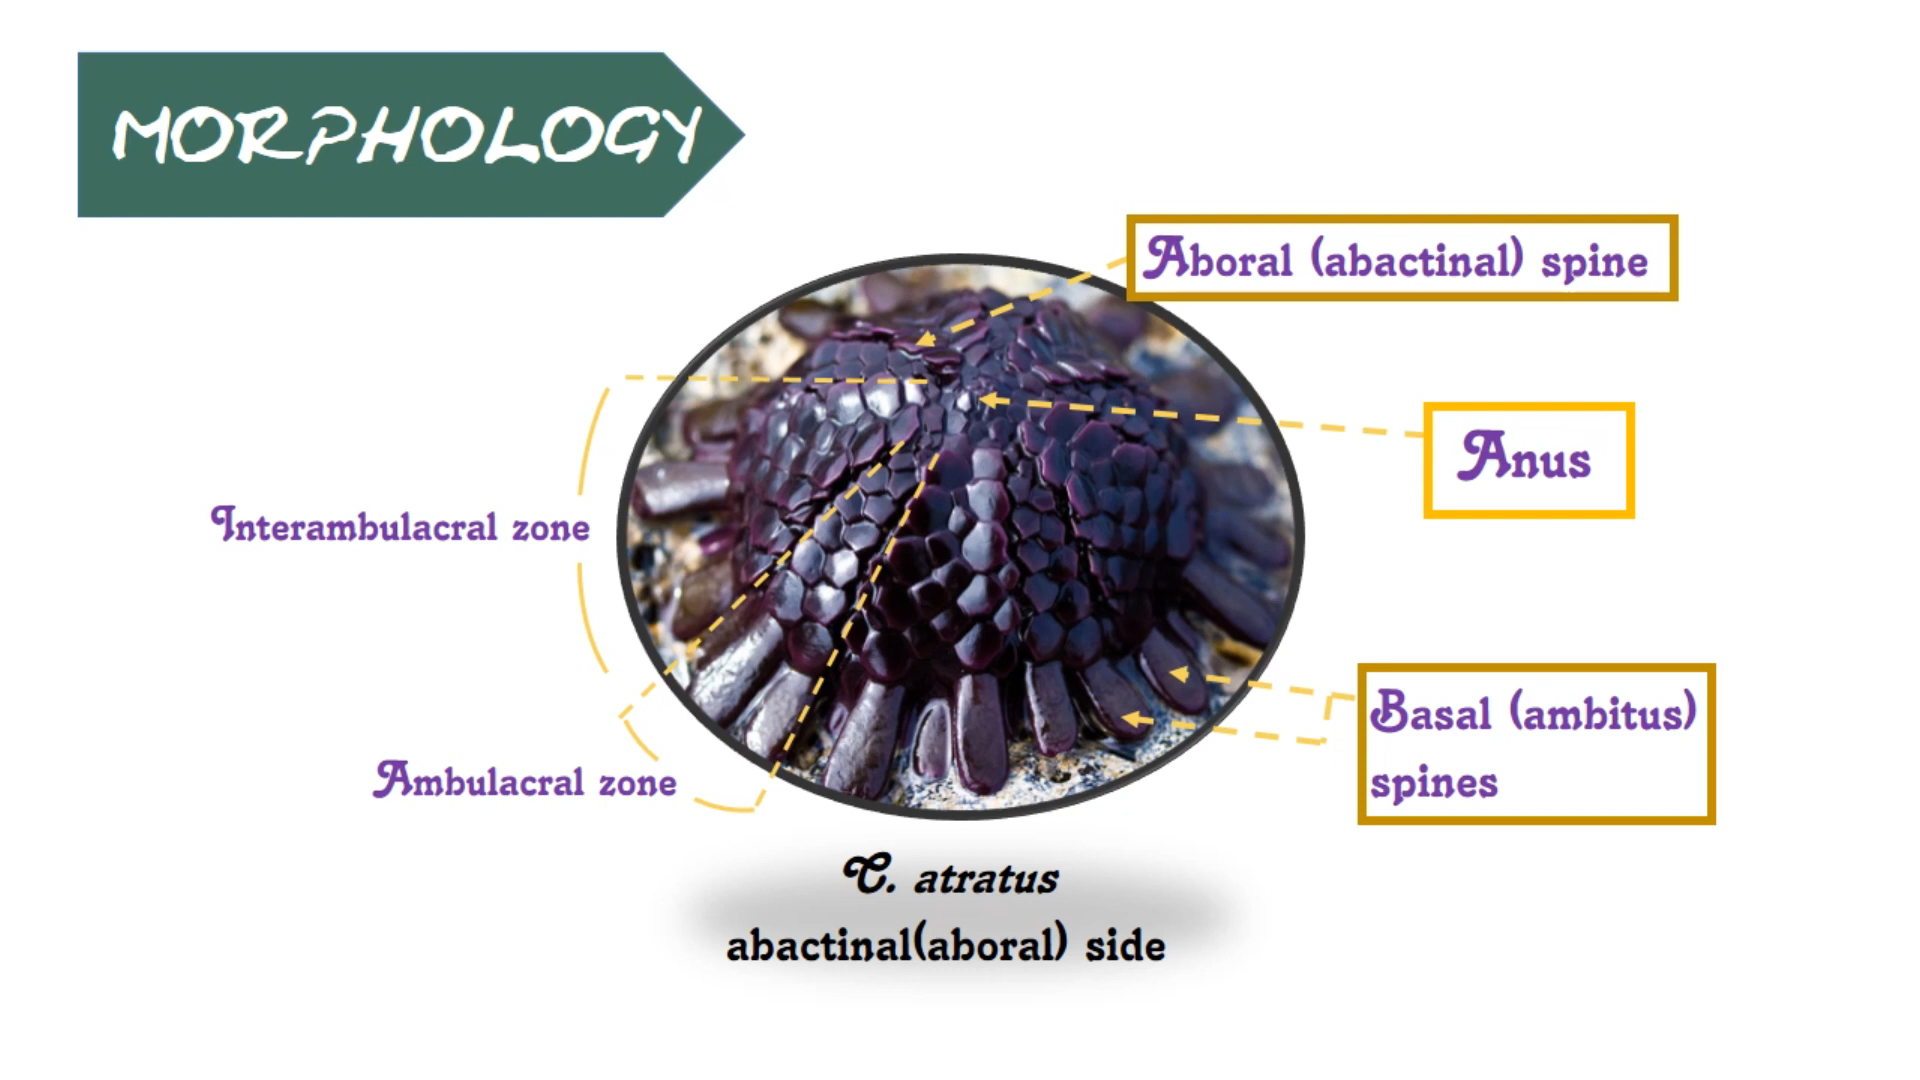 MORPHOLOGY
Aboral (abactinal) spine
Anus
Interambulacral zone
Basal (ambitus)
spines
Ambulacral zone
C. atratus
abactinal(aboral) side